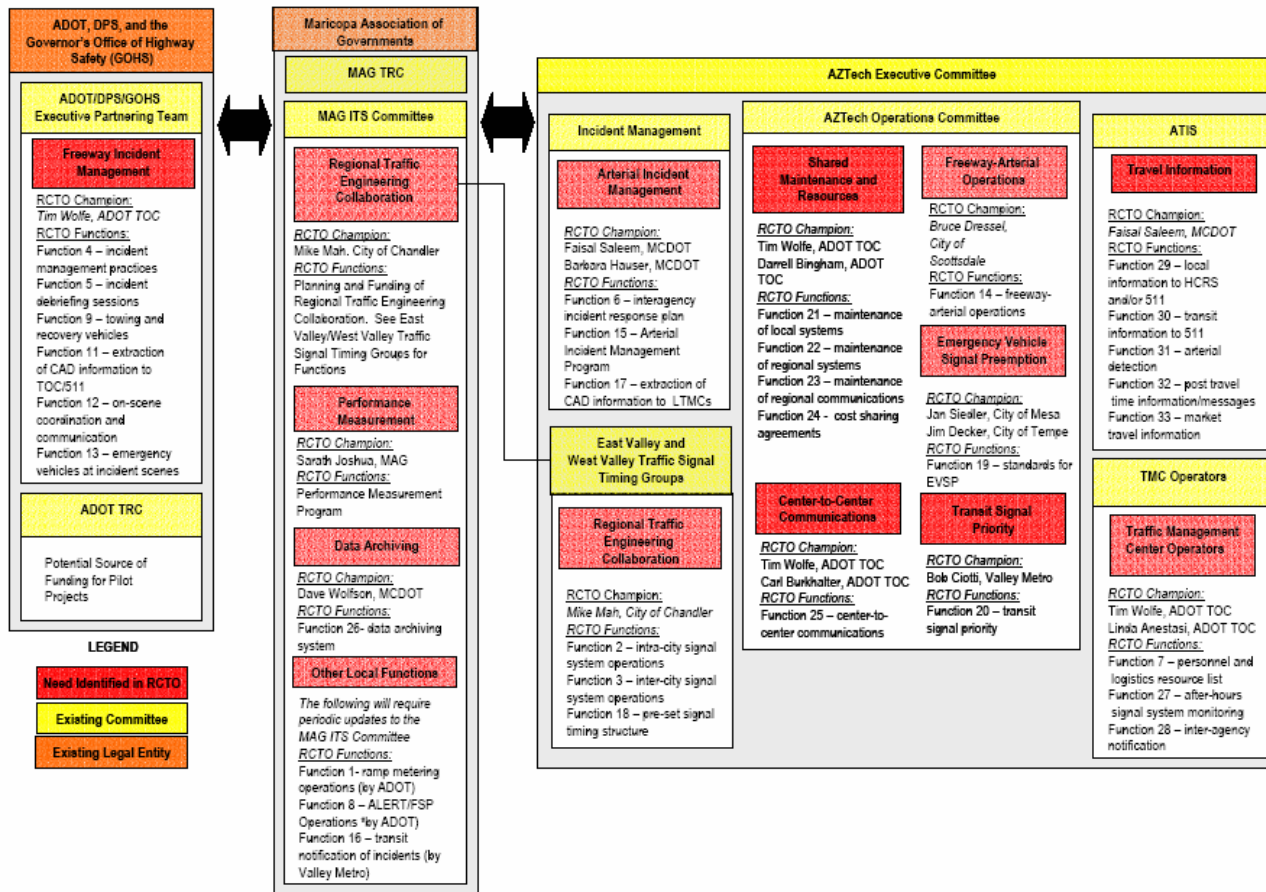 ADOT, DPS, and the
Governor's Office of Highway
Safety (GOHS)
ADOT/DPS/GOHS
Executive Partnering Team
Freeway Incident
Management
RCTO Champion:
Tim Wolfe, ADOT TOC
RCTO Functions:
Function 4 – incident
management practices
Function 5 – incident
debriefing sessions
Function 9 – towing and
recovery vehicles
Function 11 – extraction
of CAD information to
TOC/511
Function 12 – on-scene
coordination and
communication
Function 13 – emergency
vehicles at incident scenes
ADOT TRC
Potential Source of
Funding for Pilot
Projects
LEGEND
Need Identified in RCTO
Existing Committee
Existing Legal Entity
Maricopa Association of
Governments
MAG TRC
MAG ITS Committee
Regional Traffic
Engineering
Collaboration
RCTO Champion:
Mike Mah. City of Chandler
RCTO Functions:
Planning and Funding of
Regional Traffic Engineering
Collaboration. See East
Valley/West Valley Traffic
Signal Timing Groups for
Functions
Performance
Measurement
RCTO Champion:
Sarath Joshua, MAG
RCTO Functions:
Performance Measurement
Program
Data Archiving
RCTO Champion:
Dave Wolfson, MCDOT
RCTO Functions:
Function 26- data archiving
system
Other Local Functions
The following will require
periodic updates to the
MAG ITS Committee
RCTO Functions:
Function 1- ramp metering
operations (by ADOT)
Function 8 – ALERT/FSP
Operations *by ADOT)
Function 16 – transit
notification of incidents (by
Valley Metro)
AZTech Executive Committee
Incident Management
Arterial Incident
Management
RCTO Champion:
Faisal Saleem, MCDOT
Barbara Hauser, MCDOT
RCTO Functions:
Function 6 – interagency
incident response plan
Function 15 – Arterial
Incident Management
Program
Function 17 – extraction of
CAD information to LTMCs
East Valley and
West Valley Traffic Signal
Timing Groups
Regional Traffic
Engineering
Collaboration
RCTO Champion:
Mike Mah, City of Chandler
RCTO Functions:
Function 2 – intra-city signal
system operations
Function 3 – inter-city signal
system operations
Function 18 – pre-set signal
timing structure
AZTech Operations Committee
Shared
Maintenance and
Resources
RCTO Champion:
Tim Wolfe, ADOT TOC
Darrell Bingham, ADOT
TOC
RCTO Functions:
Function 21 – maintenance
of local systems
Function 22 – maintenance
of regional systems
Function 23 – maintenance
of regional communications
Function 24 - cost sharing
agreements
Center-to-Center
Communications
RCTO Champion:
Tim Wolfe, ADOT TOC
Carl Burkhalter, ADOT TOC
RCTO Functions:
Function 25 – center-to-
center communications
Freeway-Arterial
Operations
RCTO Champion:
Bruce Dressel,
City of
Scottsdale
RCTO Functions:
Function 14 – freeway-
arterial operations
Emergency Vehicle
Signal Preemption
RCTO Champion:
Jan Siedler, City of Mesa
Jim Decker, City of Tempe
RCTO Functions:
Function 19 – standards for
EVSP
Transit Signal
Priority
RCTO Champion:
Bob Ciotti, Valley Metro
RCTO Functions:
Function 20 – transit
signal priority
ATIS
Travel Information
RCTO Champion:
Faisal Saleem, MCDOT
RCTO Functions:
Function 29 – local
information to HCRS
and/or 511
Function 30 – transit
information to 511
Function 31 – arterial
detection
Function 32 – post travel
time information/messages
Function 33 – market
travel information
TMC Operators
Traffic Management
Center Operators
RCTO Champion:
Tim Wolfe, ADOT TOC
Linda Anestasi, ADOT TOC
RCTO Functions:
Function 7 – personnel and
logistics resource list
Function 27 – after-hours
signal system monitoring
Function 28 – inter-agency
notification